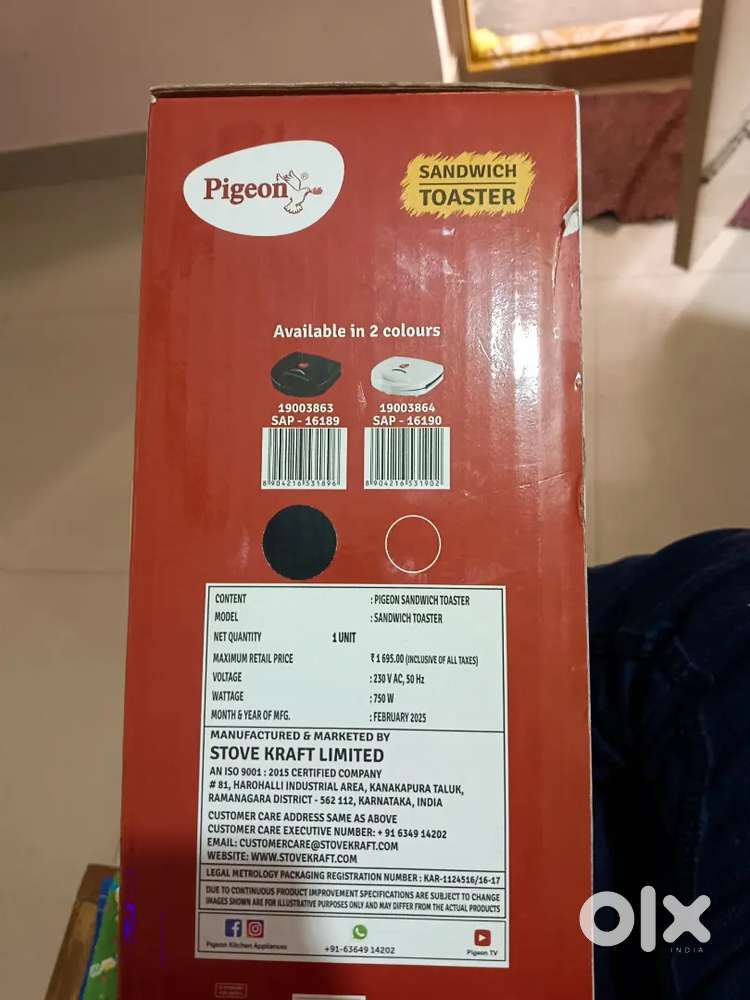 Pigeon®
SANDWICH
TOASTER
Available in 2 colours
19003863
SAP - 16189
19003864
SAP - 16190
8 904216 531896
8 904216 531902
CONTENT : PIGEON SANDWICH TOASTER
MODEL : SANDWICH TOASTER
NET QUANTITY 1 UNIT
MAXIMUM RETAIL PRICE ₹ 1 695.00 (INCLUSIVE OF ALL TAXES)
VOLTAGE : 230 V AC, 50 Hz
WATTAGE : 750 W
MONTH & YEAR OF MFG. : FEBRUARY 2025
MANUFACTURED & MARKETED BY
STOVE KRAFT LIMITED
AN ISO 9001 : 2015 CERTIFIED COMPANY
# 81, HAROHALLI INDUSTRIAL AREA, KANAKAPURA TALUK,
RAMANAGARA DISTRICT - 562 112, KARNATAKA, INDIA
CUSTOMER CARE ADDRESS SAME AS ABOVE
CUSTOMER CARE EXECUTIVE NUMBER: + 91 6349 14202
EMAIL: CUSTOMERCARE@STOVEKRAFT.COM
WEBSITE: WWW.STOVEKRAFT.COM
LEGAL METROLOGY PACKAGING REGISTRATION NUMBER : KAR-1124516/16-17
DUE TO CONTINUOUS PRODUCT IMPROVEMENT SPECIFICATIONS ARE SUBJECT TO CHANGE
IMAGES SHOWN ARE FOR ILLUSTRATIVE PURPOSES ONLY AND MAY DIFFER FROM THE ACTUAL PRODUCTS
Pigeon Kitchen Appliances
+91-63649 14202
Pigeon TV
olx
INDIA